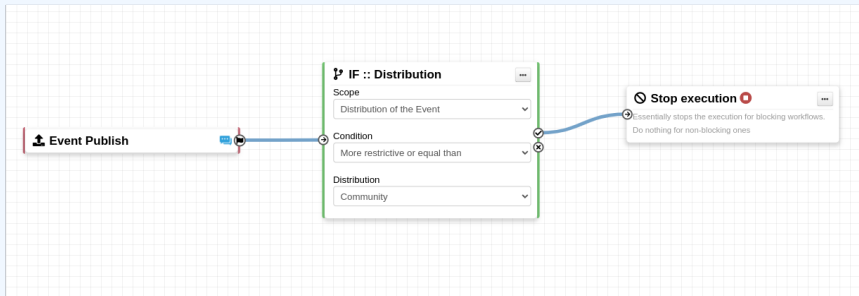 Event Publish
IF :: Distribution
...
Scope
Distribution of the Event
Condition
More restrictive or equal than
Distribution
Community
Stop execution
...
Essentially stops the execution for blocking workflows.
Do nothing for non-blocking ones